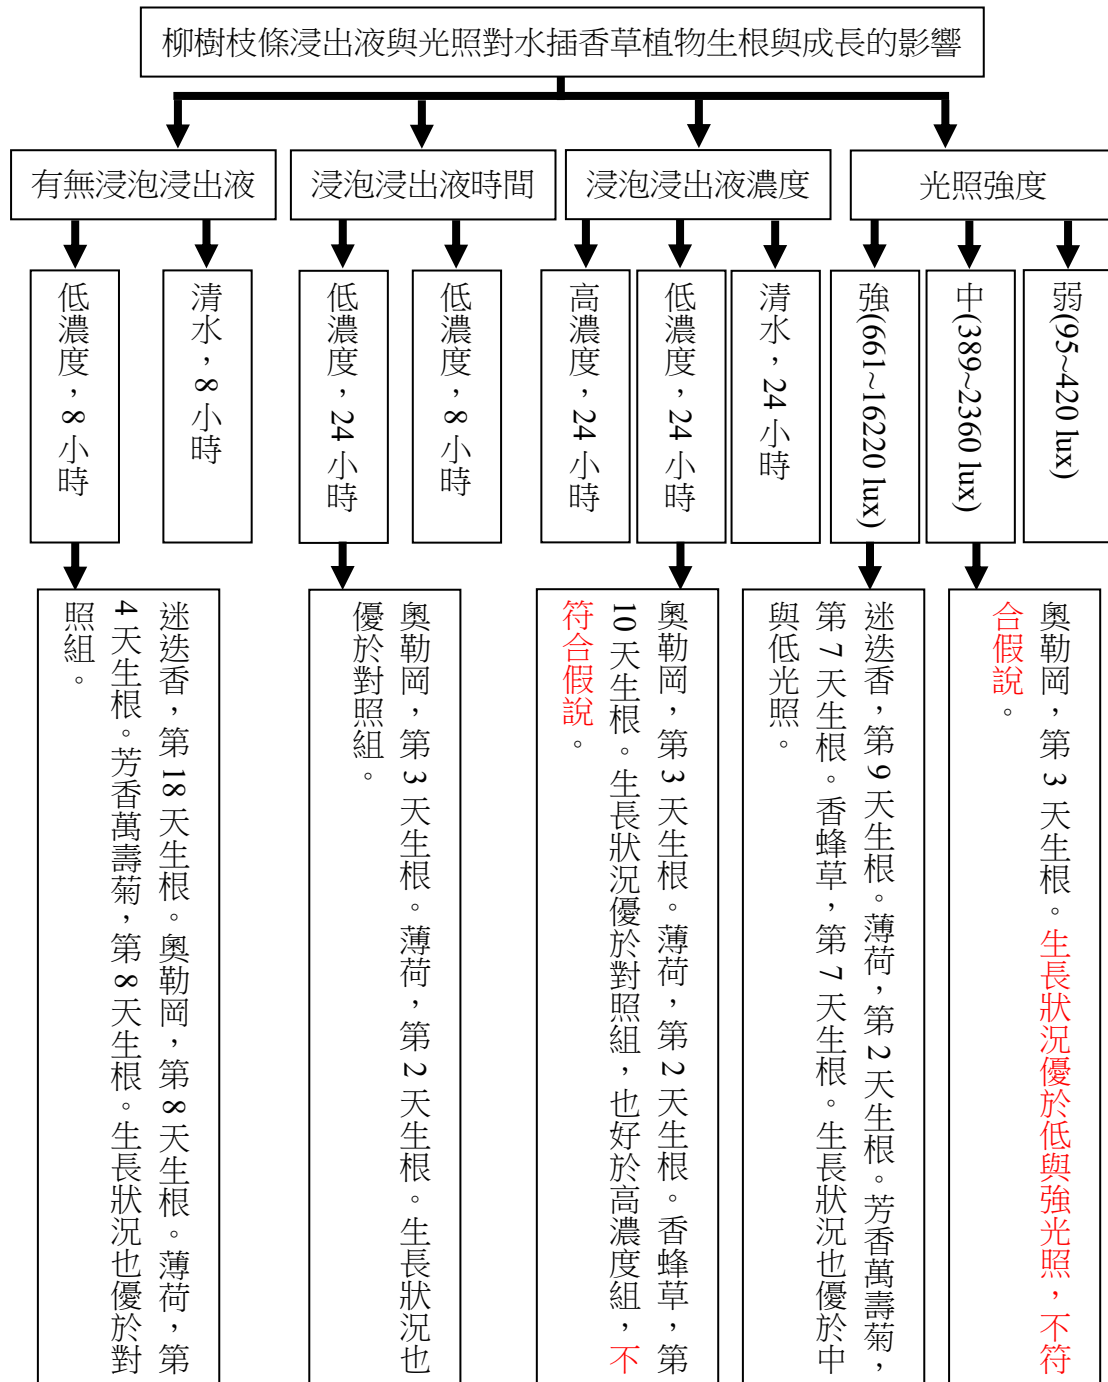 柳樹枝條浸出液與光照對水插香草植物生根與成長的影響
有無浸泡浸出液
浸泡浸出液時間
浸泡浸出液濃度
光照強度
低濃度，8 小時
清水，8 小時
低濃度，24 小時
低濃度，8 小時
高濃度，24 小時
低濃度，24 小時
清水，24 小時
強(661~16220 lux)
中(389~2360 lux)
弱(95~420 lux)
迷迭香，第 18 天生根。奧勒岡，第 8 天生根。薄荷，第
4 天生根。芳香萬壽菊，第 8 天生根。生長狀況也優於對
照組。
奧勒岡，第 3 天生根。薄荷，第 2 天生根。生長狀況也
優於對照組。
奧勒岡，第 3 天生根。薄荷，第 2 天生根。香蜂草，第
10 天生根。生長狀況優於對照組，也好於高濃度組，不
符合假說。
迷迭香，第 9 天生根。薄荷，第 2 天生根。芳香萬壽菊，
第 7 天生根。香蜂草，第 7 天生根。生長狀況也優於中
與低光照。
奧勒岡，第 3 天生根。生長狀況優於低與強光照，不符
合假說。